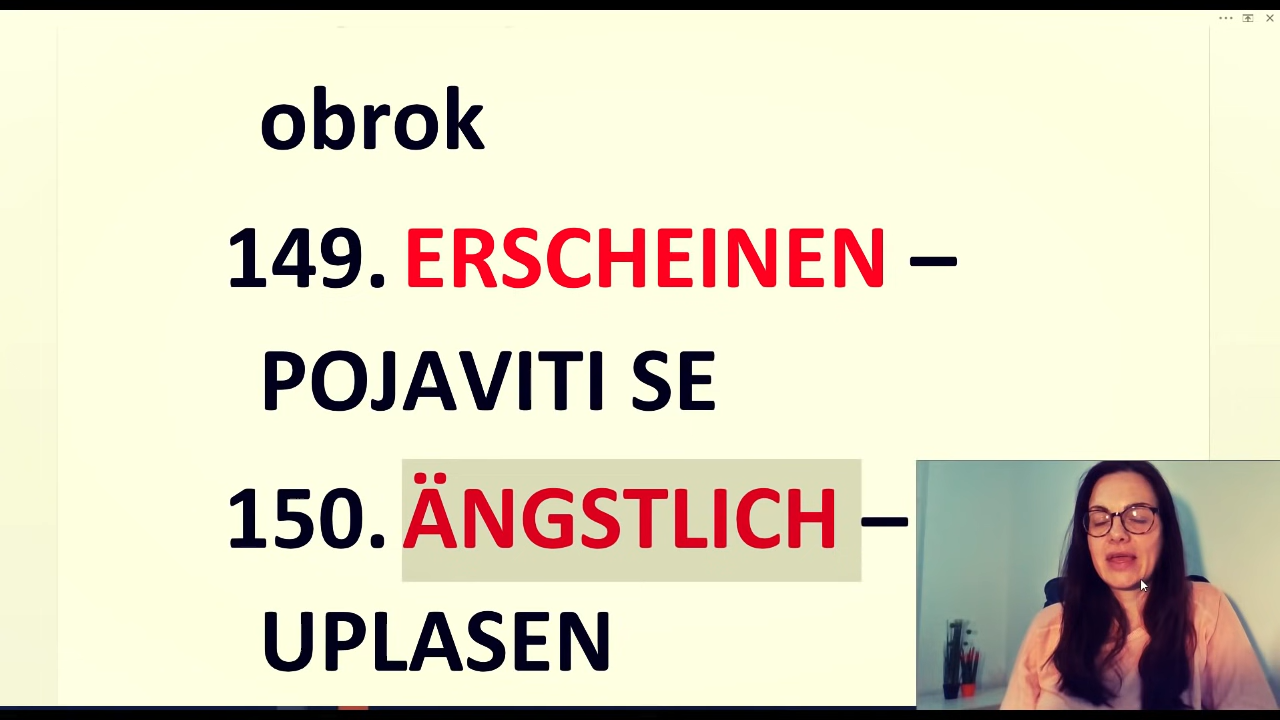 obrok
149. ERSCHEINEN –
POJAVITI SE
150. ÄNGSTLICH –
UPLASEN